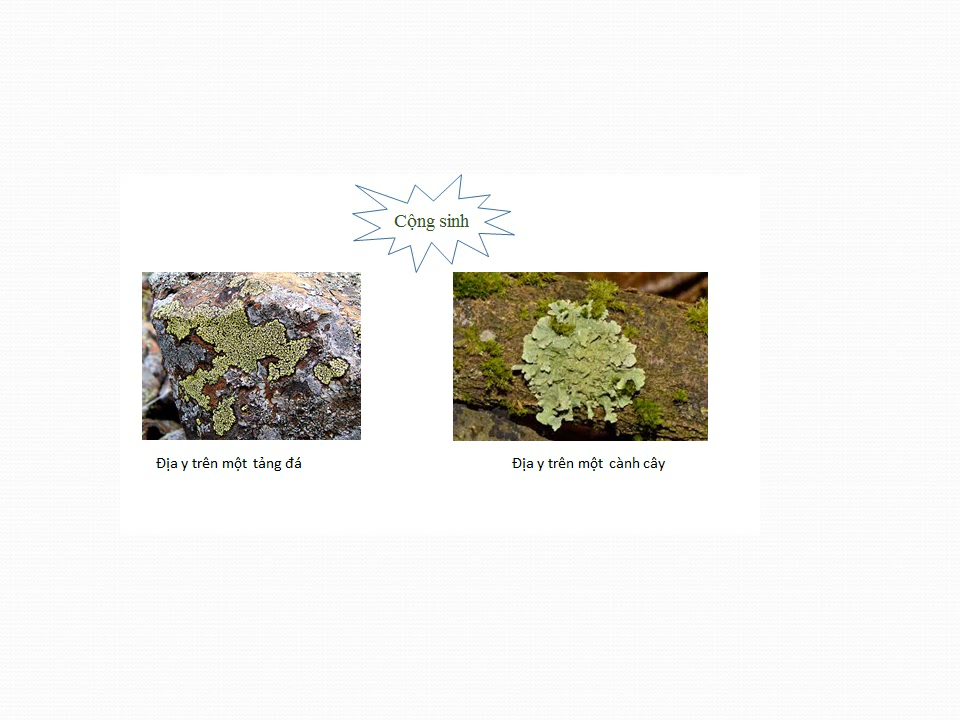 Cộng sinh
Địa y trên một tảng đá
Địa y trên một cành cây